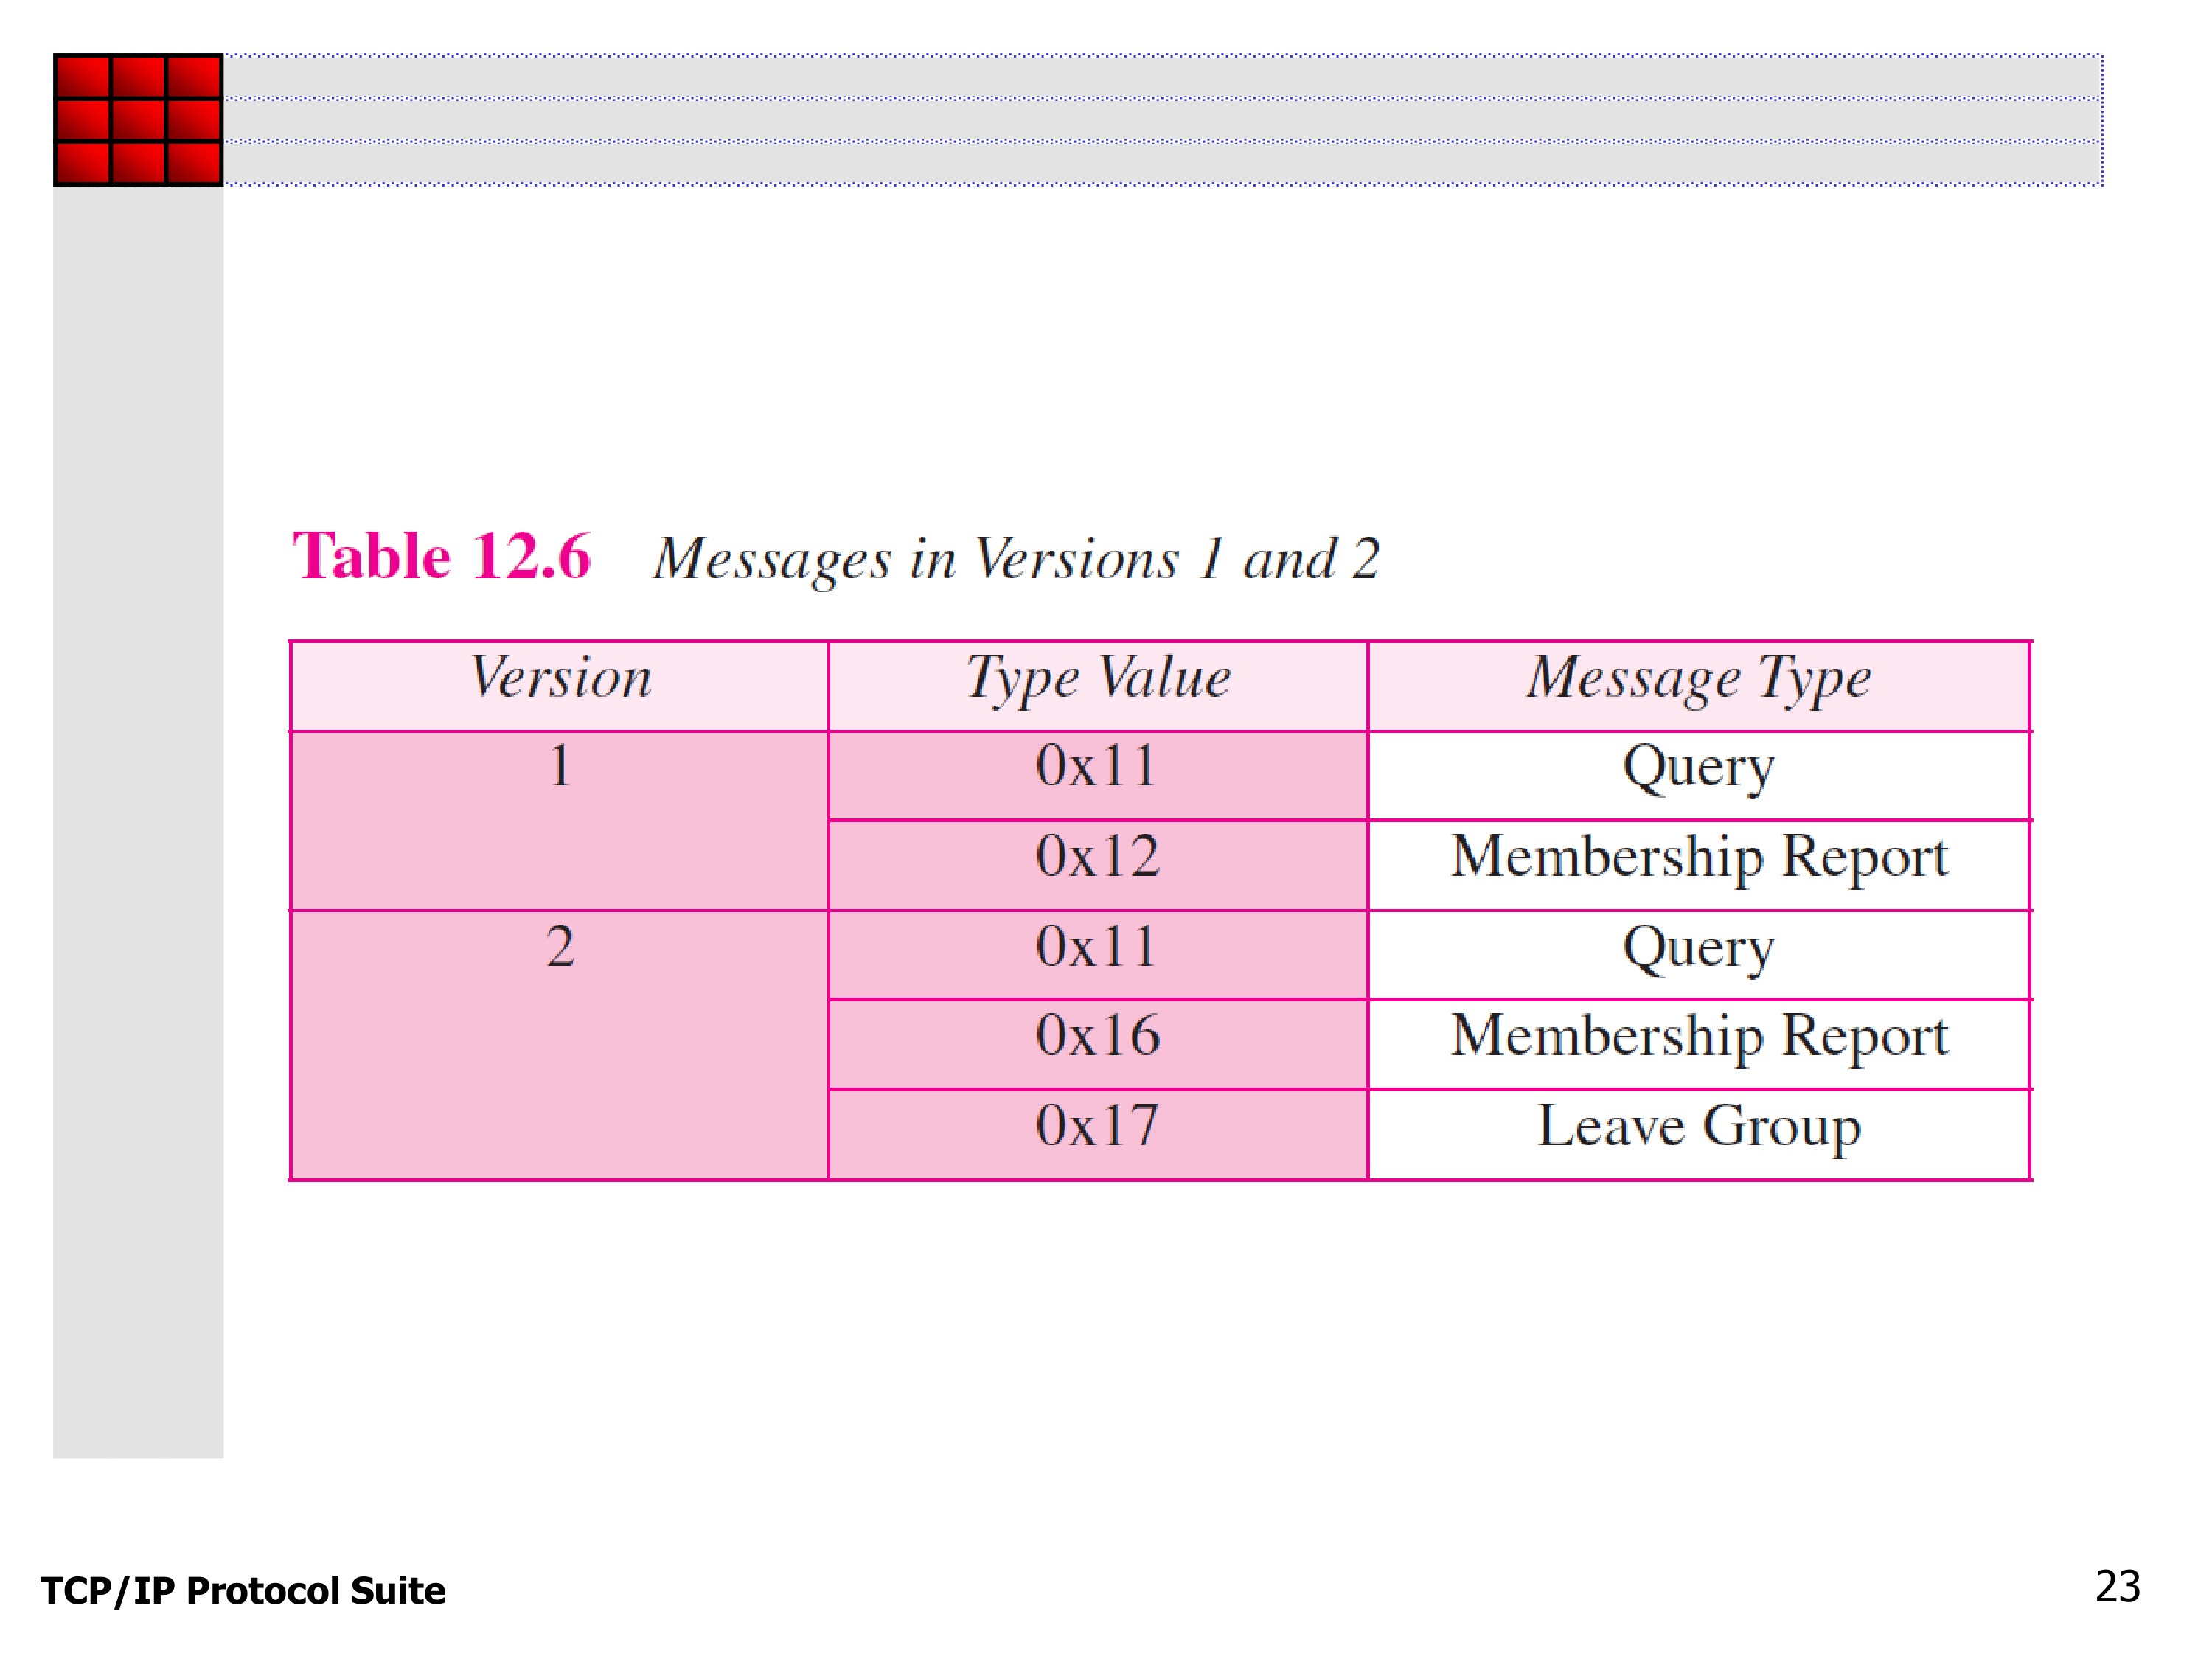 Table 12.6 Messages in Versions 1 and 2
Version Type Value Message Type
1 0x11 Query
0x12 Membership Report
2 0x11 Query
0x16 Membership Report
0x17 Leave Group
TCP/IP Protocol Suite 23